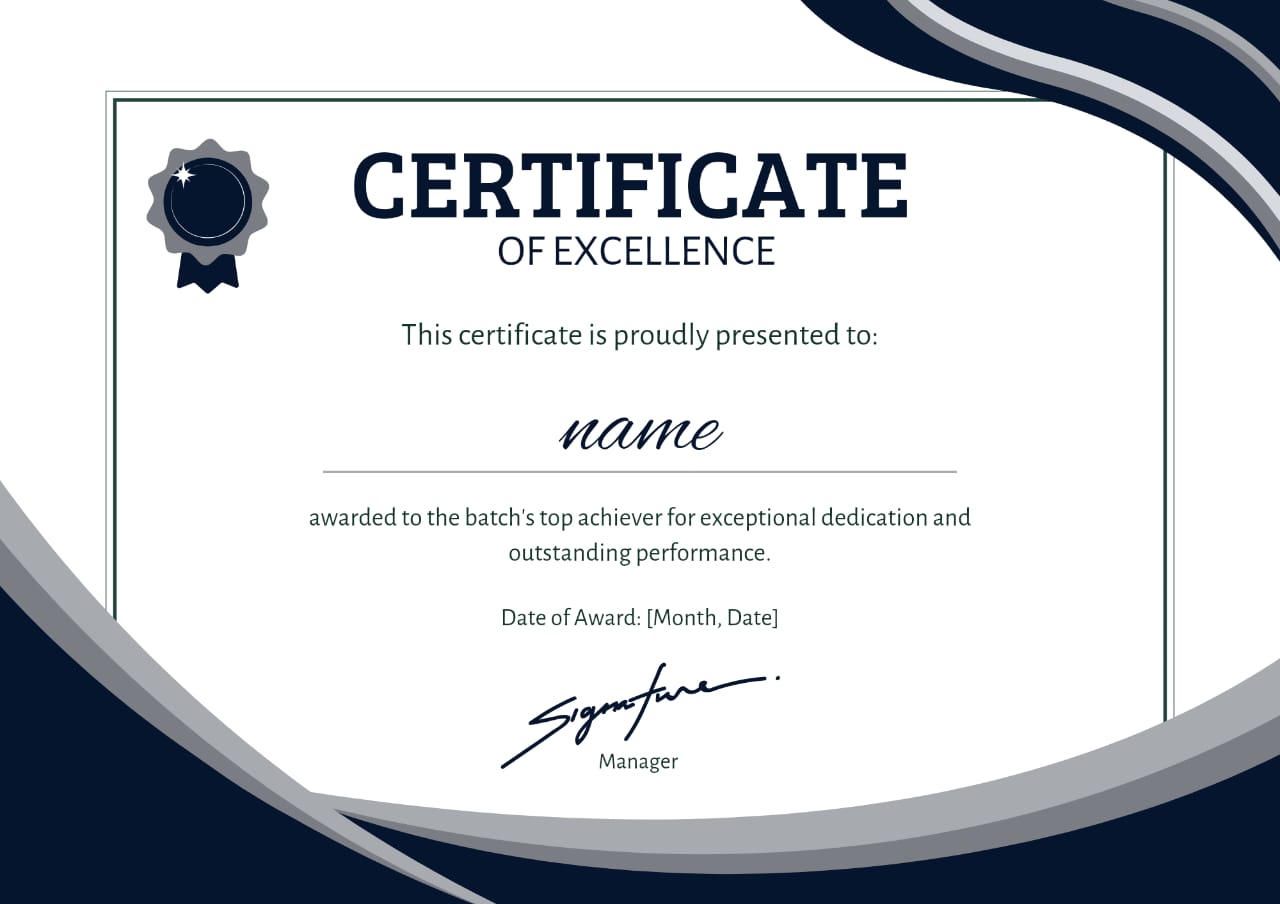 CERTIFICATE
OF EXCELLENCE
This certificate is proudly presented to:
name
awarded to the batch's top achiever for exceptional dedication and
outstanding performance.
Date of Award: [Month, Date]
Signature
Manager